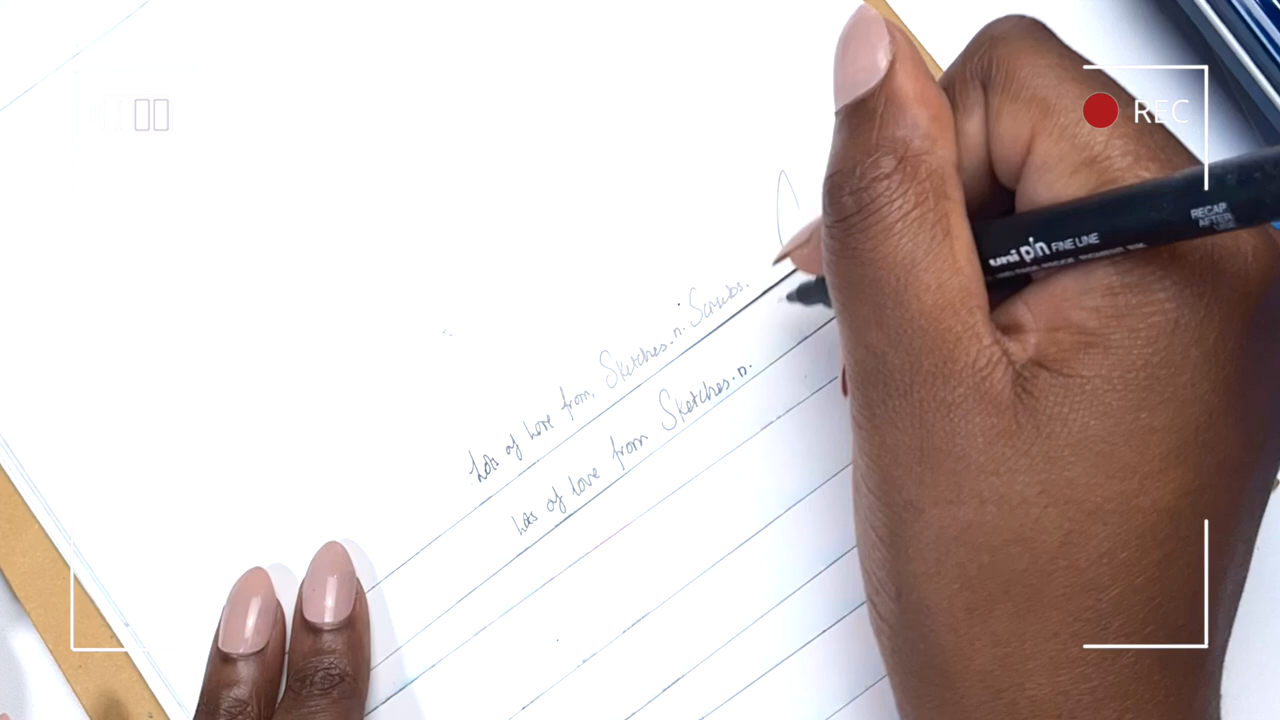 REC
RECAP
AFTER
USE
uni pin FINE LINE
Lots of Love from, Sketches.n.Scrubs.
Lots of love from Sketches.n.